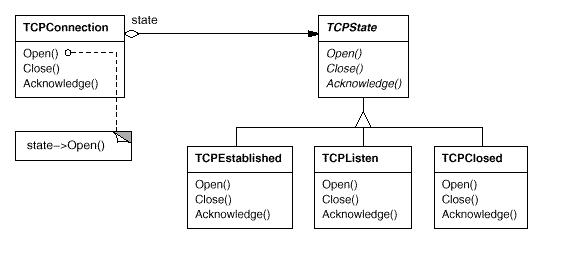 TCPConnection
Open()
Close()
Acknowledge()
state
TCPState
Open()
Close()
Acknowledge()
state->Open()
TCPEstablished
Open()
Close()
Acknowledge()
TCPListen
Open()
Close()
Acknowledge()
TCPClosed
Open()
Close()
Acknowledge()